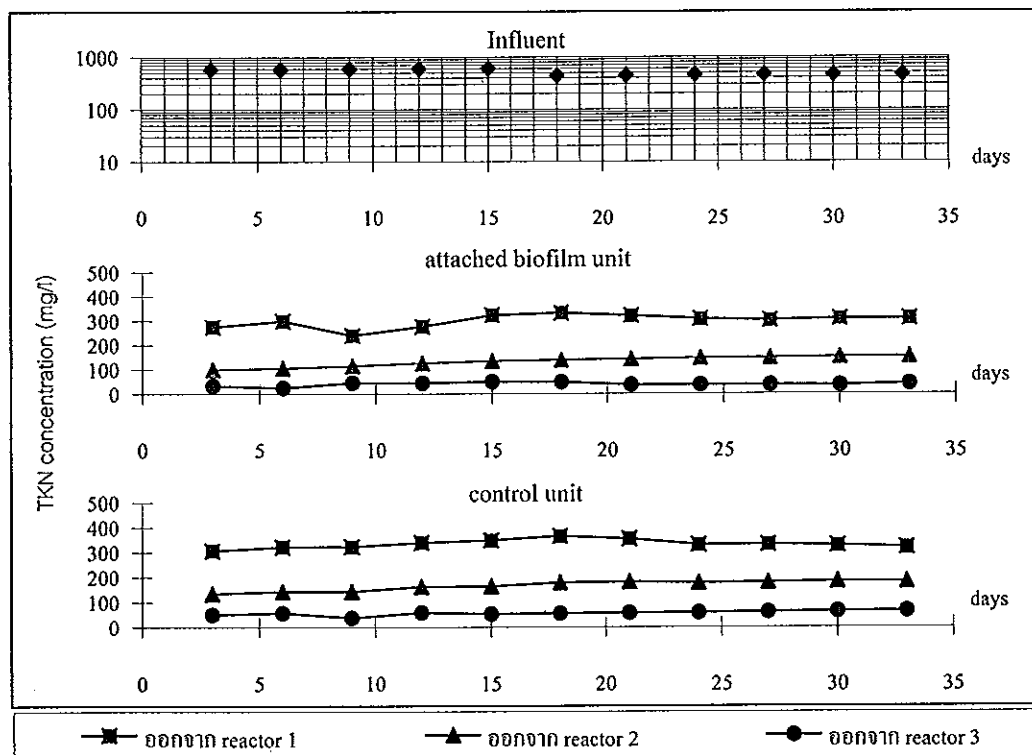 Influent
1000
100
10
days
0 5 10 15 20 25 30 35
attached biofilm unit
500
400
300
200
100
0
days
0 5 10 15 20 25 30 35
control unit
500
400
300
200
100
0
days
0 5 10 15 20 25 30 35
TKN concentration (mg/l)
ออกจาก reactor 1 ออกจาก reactor 2 ออกจาก reactor 3